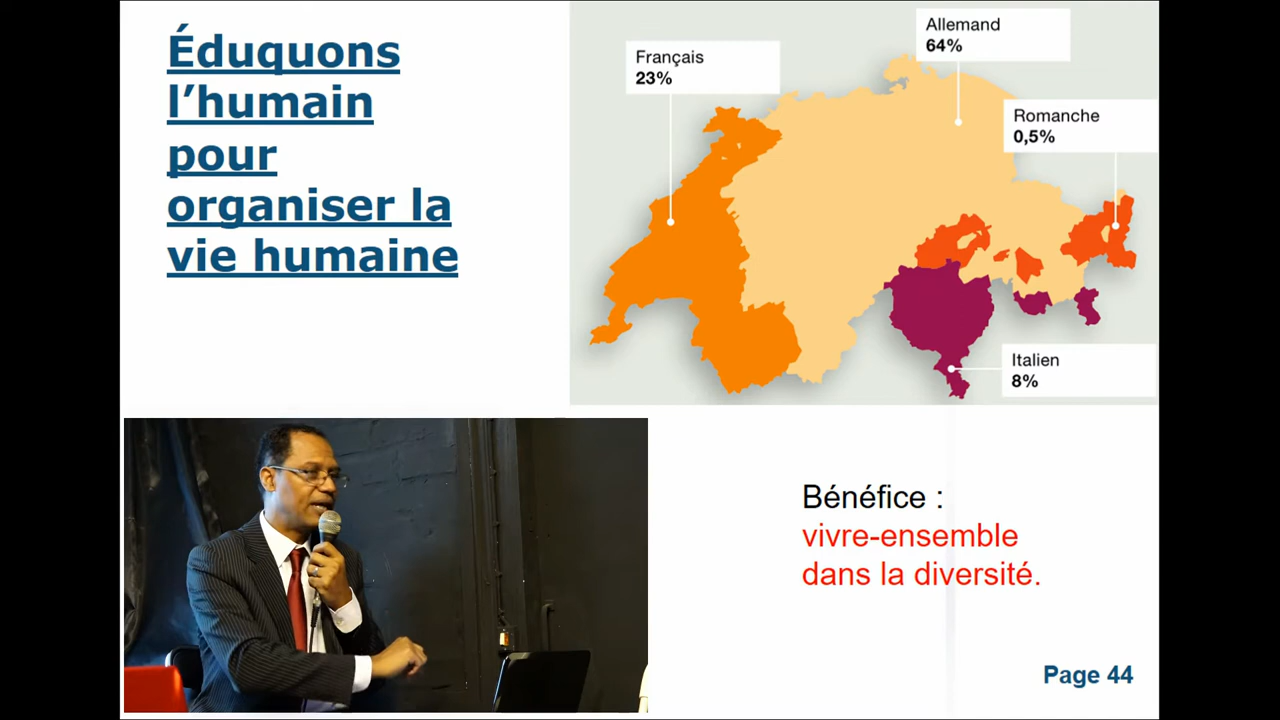 Éduquons
l’humain
pour
organiser la
vie humaine
Français
23%
Allemand
64%
Romanche
0,5%
Italien
8%
Bénéfice :
vivre-ensemble
dans la diversité.
Page 44